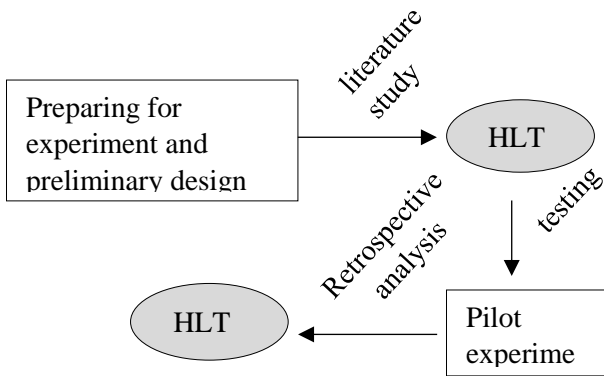 literature
study
Preparing for
experiment and
preliminary design
HLT
testing
Retrospective
analysis
HLT
Pilot
experime